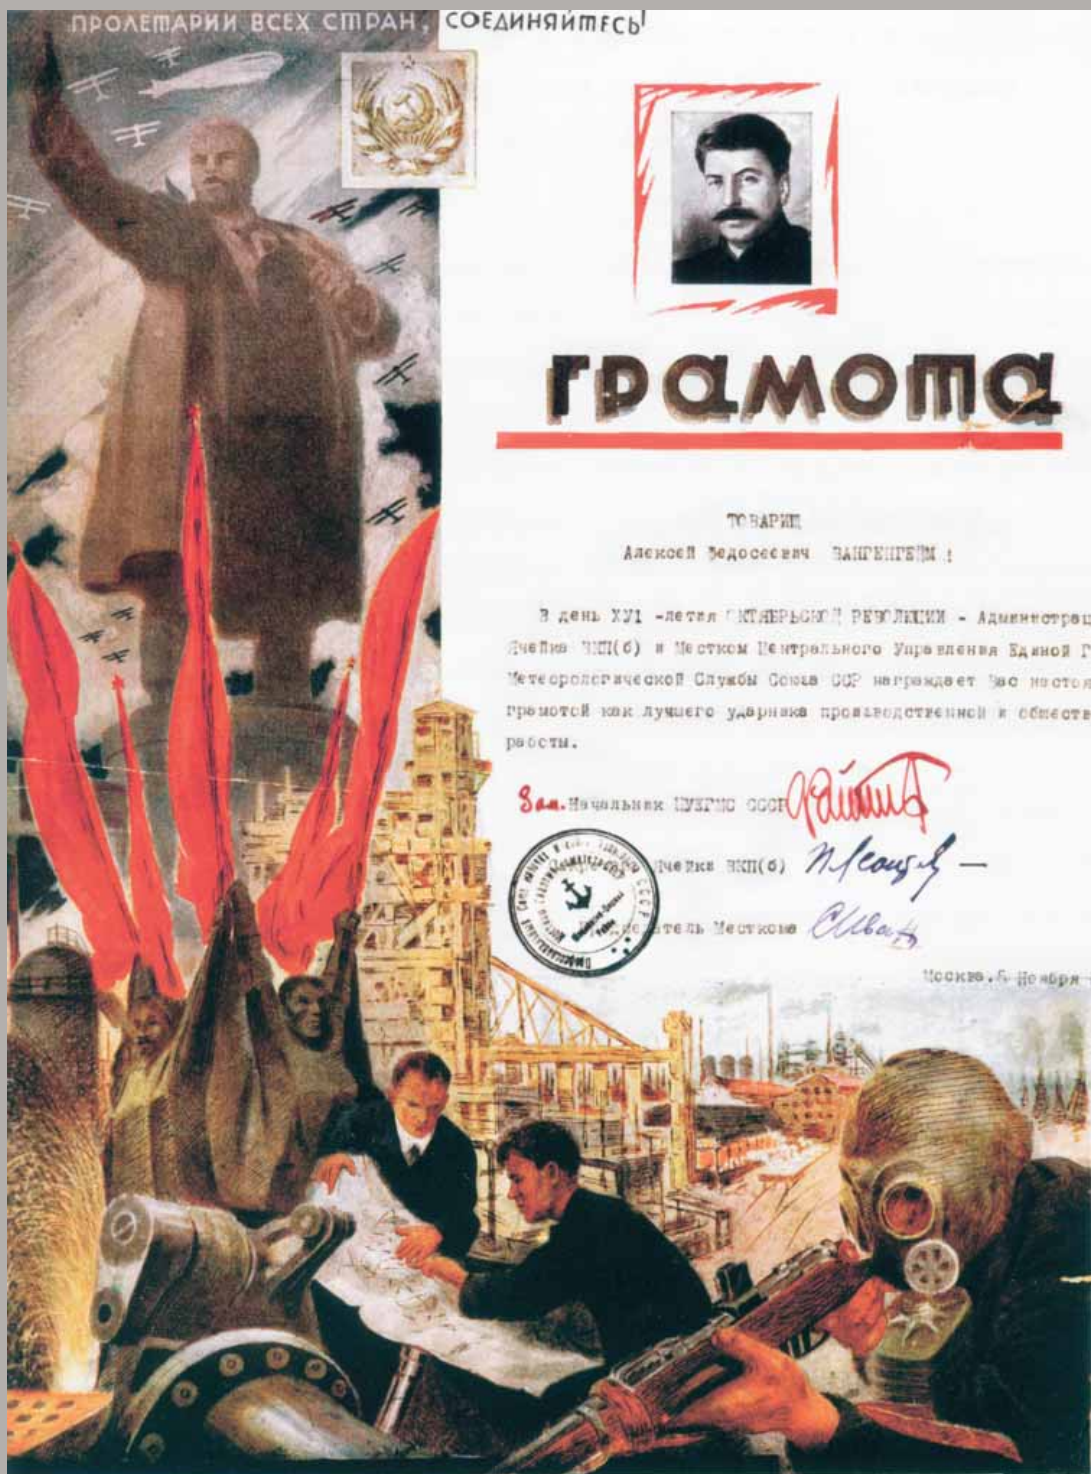 ПРОЛЕТАРИИ ВСЕХ СТРАН, СОЕДИНЯЙТЕСЬ!
ГРАМОТА
ТОВАРИЩ
Алексей Федосеевич ВАНГЕНГЕЙМ !
В день ХУ1 -летия ОКТЯБРЬСКОЙ РЕВОЛЮЦИИ - Администрац
Ячейка ВКП(б) и Местком Центрального Управления Единой Г
Метеорологической Службы Союза ССР награждает Вас настоя
грамотой как лучшего ударника производственной и обществ
работы.
Зам. Начальник ЦУЕГМС СССР
Ячейки ВКП(б)
Председатель Месткома
Москва. Ноября